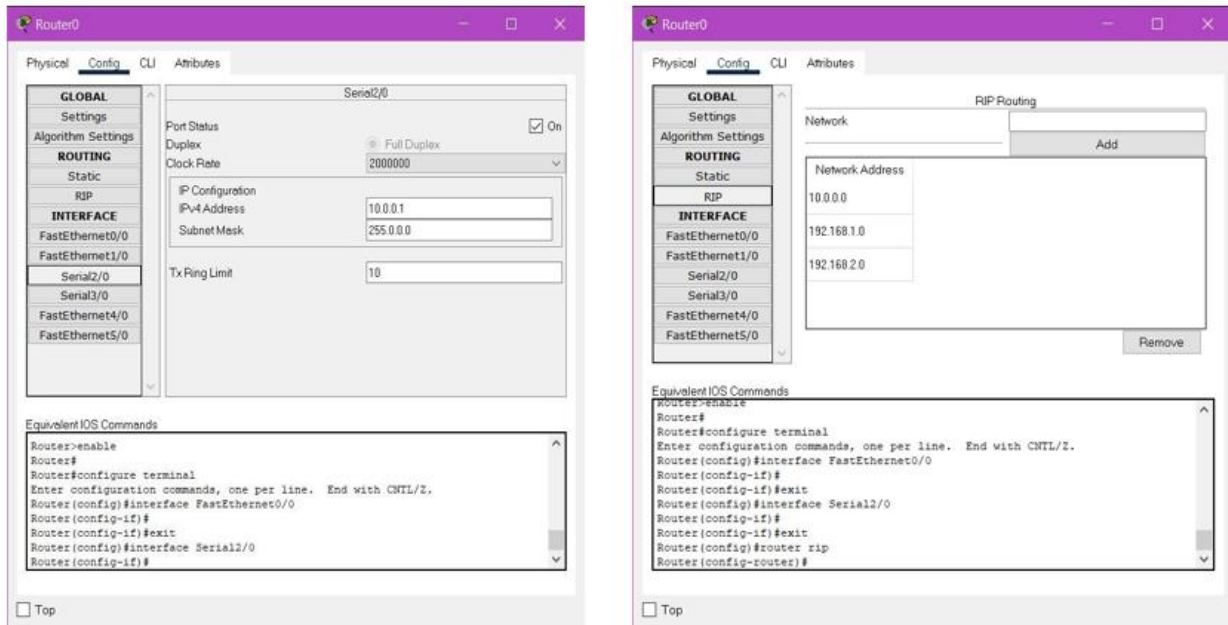 Router0
Physical Config CLI Attributes
GLOBAL
Settings
Algorithm Settings
ROUTING
Static
RIP
INTERFACE
FastEthernet0/0
FastEthernet1/0
Serial2/0
Serial3/0
FastEthernet4/0
FastEthernet5/0
Serial2/0
Port Status On
Duplex Full Duplex
Clock Rate 2000000
IP Configuration
IPv4 Address 10.0.0.1
Subnet Mask 255.0.0.0
Tx Ring Limit 10
Equivalent IOS Commands
Router>enable
Router#
Router#configure terminal
Enter configuration commands, one per line. End with CNTL/Z.
Router(config)#interface FastEthernet0/0
Router(config-if)#
Router(config-if)#exit
Router(config)#interface Serial2/0
Router(config-if)#
Top
Router0
Physical Config CLI Attributes
GLOBAL
Settings
Algorithm Settings
ROUTING
Static
RIP
INTERFACE
FastEthernet0/0
FastEthernet1/0
Serial2/0
Serial3/0
FastEthernet4/0
FastEthernet5/0
RIP Routing
Network
Add
Network Address
10.0.0.0
192.168.1.0
192.168.2.0
Remove
Equivalent IOS Commands
Router>enable
Router#
Router#configure terminal
Enter configuration commands, one per line. End with CNTL/Z.
Router(config)#interface FastEthernet0/0
Router(config-if)#
Router(config-if)#exit
Router(config)#interface Serial2/0
Router(config-if)#
Router(config-if)#exit
Router(config)#router rip
Router(config-router)#
Top